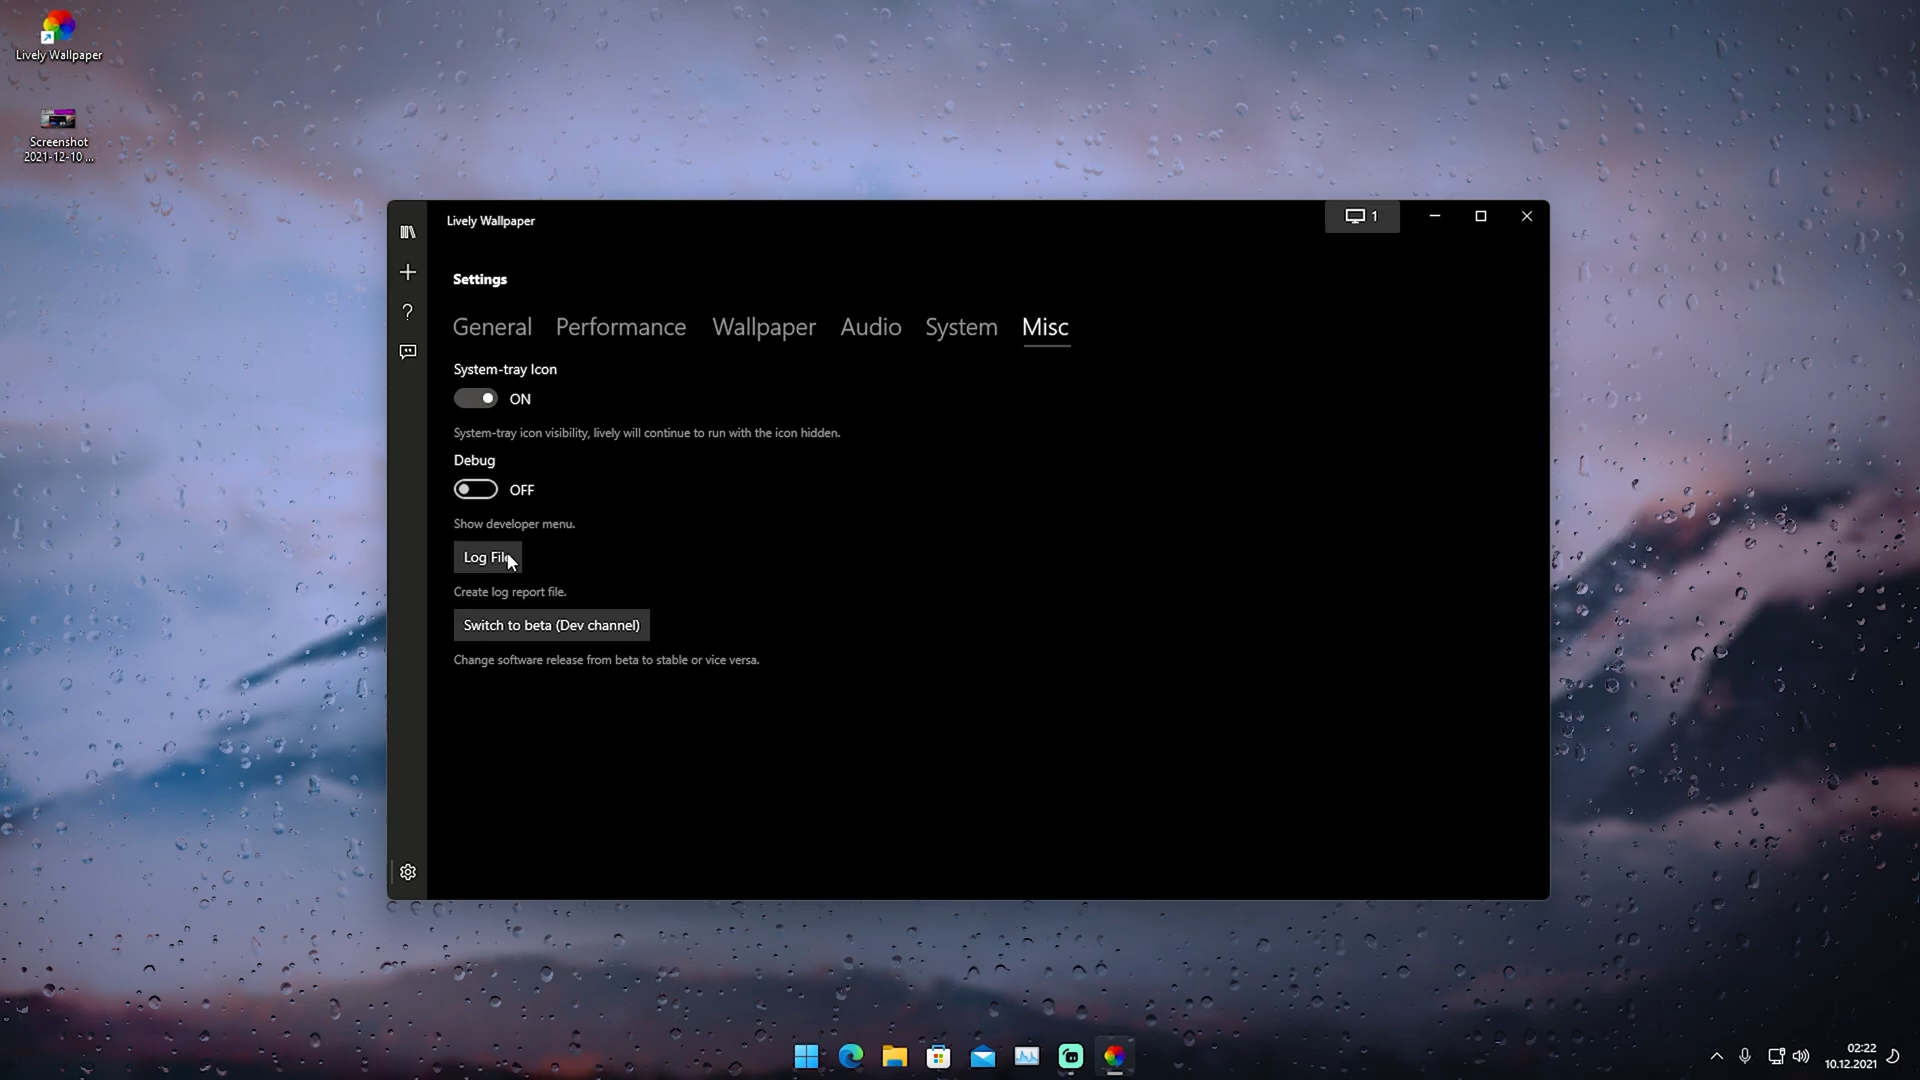 Lively Wallpaper
Screenshot
2021-12-10 ...
Lively Wallpaper
1
Settings
General Performance Wallpaper Audio System Misc
System-tray Icon
ON
System-tray icon visibility, lively will continue to run with the icon hidden.
Debug
OFF
Show developer menu.
Log File
Create log report file.
Switch to beta (Dev channel)
Change software release from beta to stable or vice versa.
02:22
10.12.2021